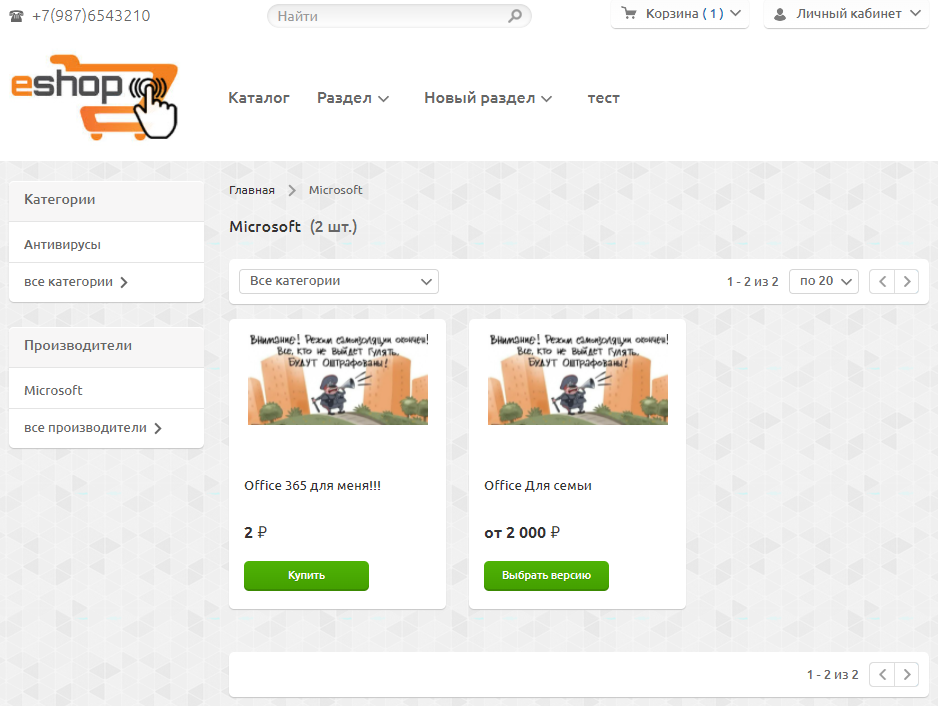 +7(987)6543210
Найти
Корзина ( 1 )
Личный кабинет
eshop
Каталог
Раздел
Новый раздел
тест
Категории
Антивирусы
все категории
Производители
Microsoft
все производители
Главная
Microsoft
Microsoft (2 шт.)
Все категории
1 - 2 из 2
по 20
Внимание! Режим самоизоляции окончен!
Все, кто не выйдет гулять,
будут оштрафованы!
Office 365 для меня!!!
2 ₽
Купить
Внимание! Режим самоизоляции окончен!
Все, кто не выйдет гулять,
будут оштрафованы!
Office Для семьи
от 2 000 ₽
Выбрать версию
1 - 2 из 2